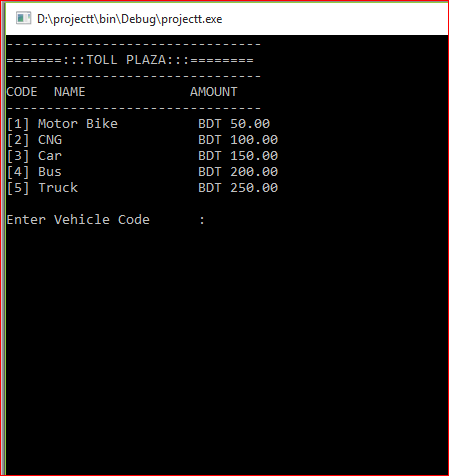 D:\projectt\bin\Debug\projectt.exe
--------------------------------
=======:::TOLL PLAZA:::========
--------------------------------
CODE  NAME             AMOUNT
--------------------------------
[1] Motor Bike          BDT 50.00
[2] CNG                 BDT 100.00
[3] Car                 BDT 150.00
[4] Bus                 BDT 200.00
[5] Truck               BDT 250.00
Enter Vehicle Code      :